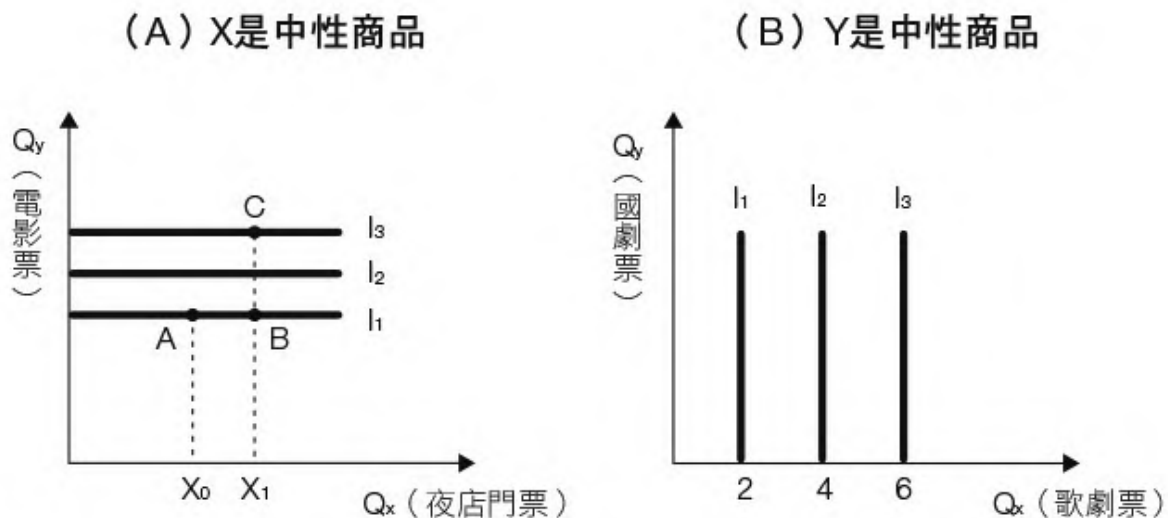 （A）X是中性商品
Qy（電影票）
C
I3
I2
I1
A
B
X0
X1
Qx（夜店門票）
（B）Y是中性商品
Qy（國劇票）
I1
I2
I3
2
4
6
Qx（歌劇票）